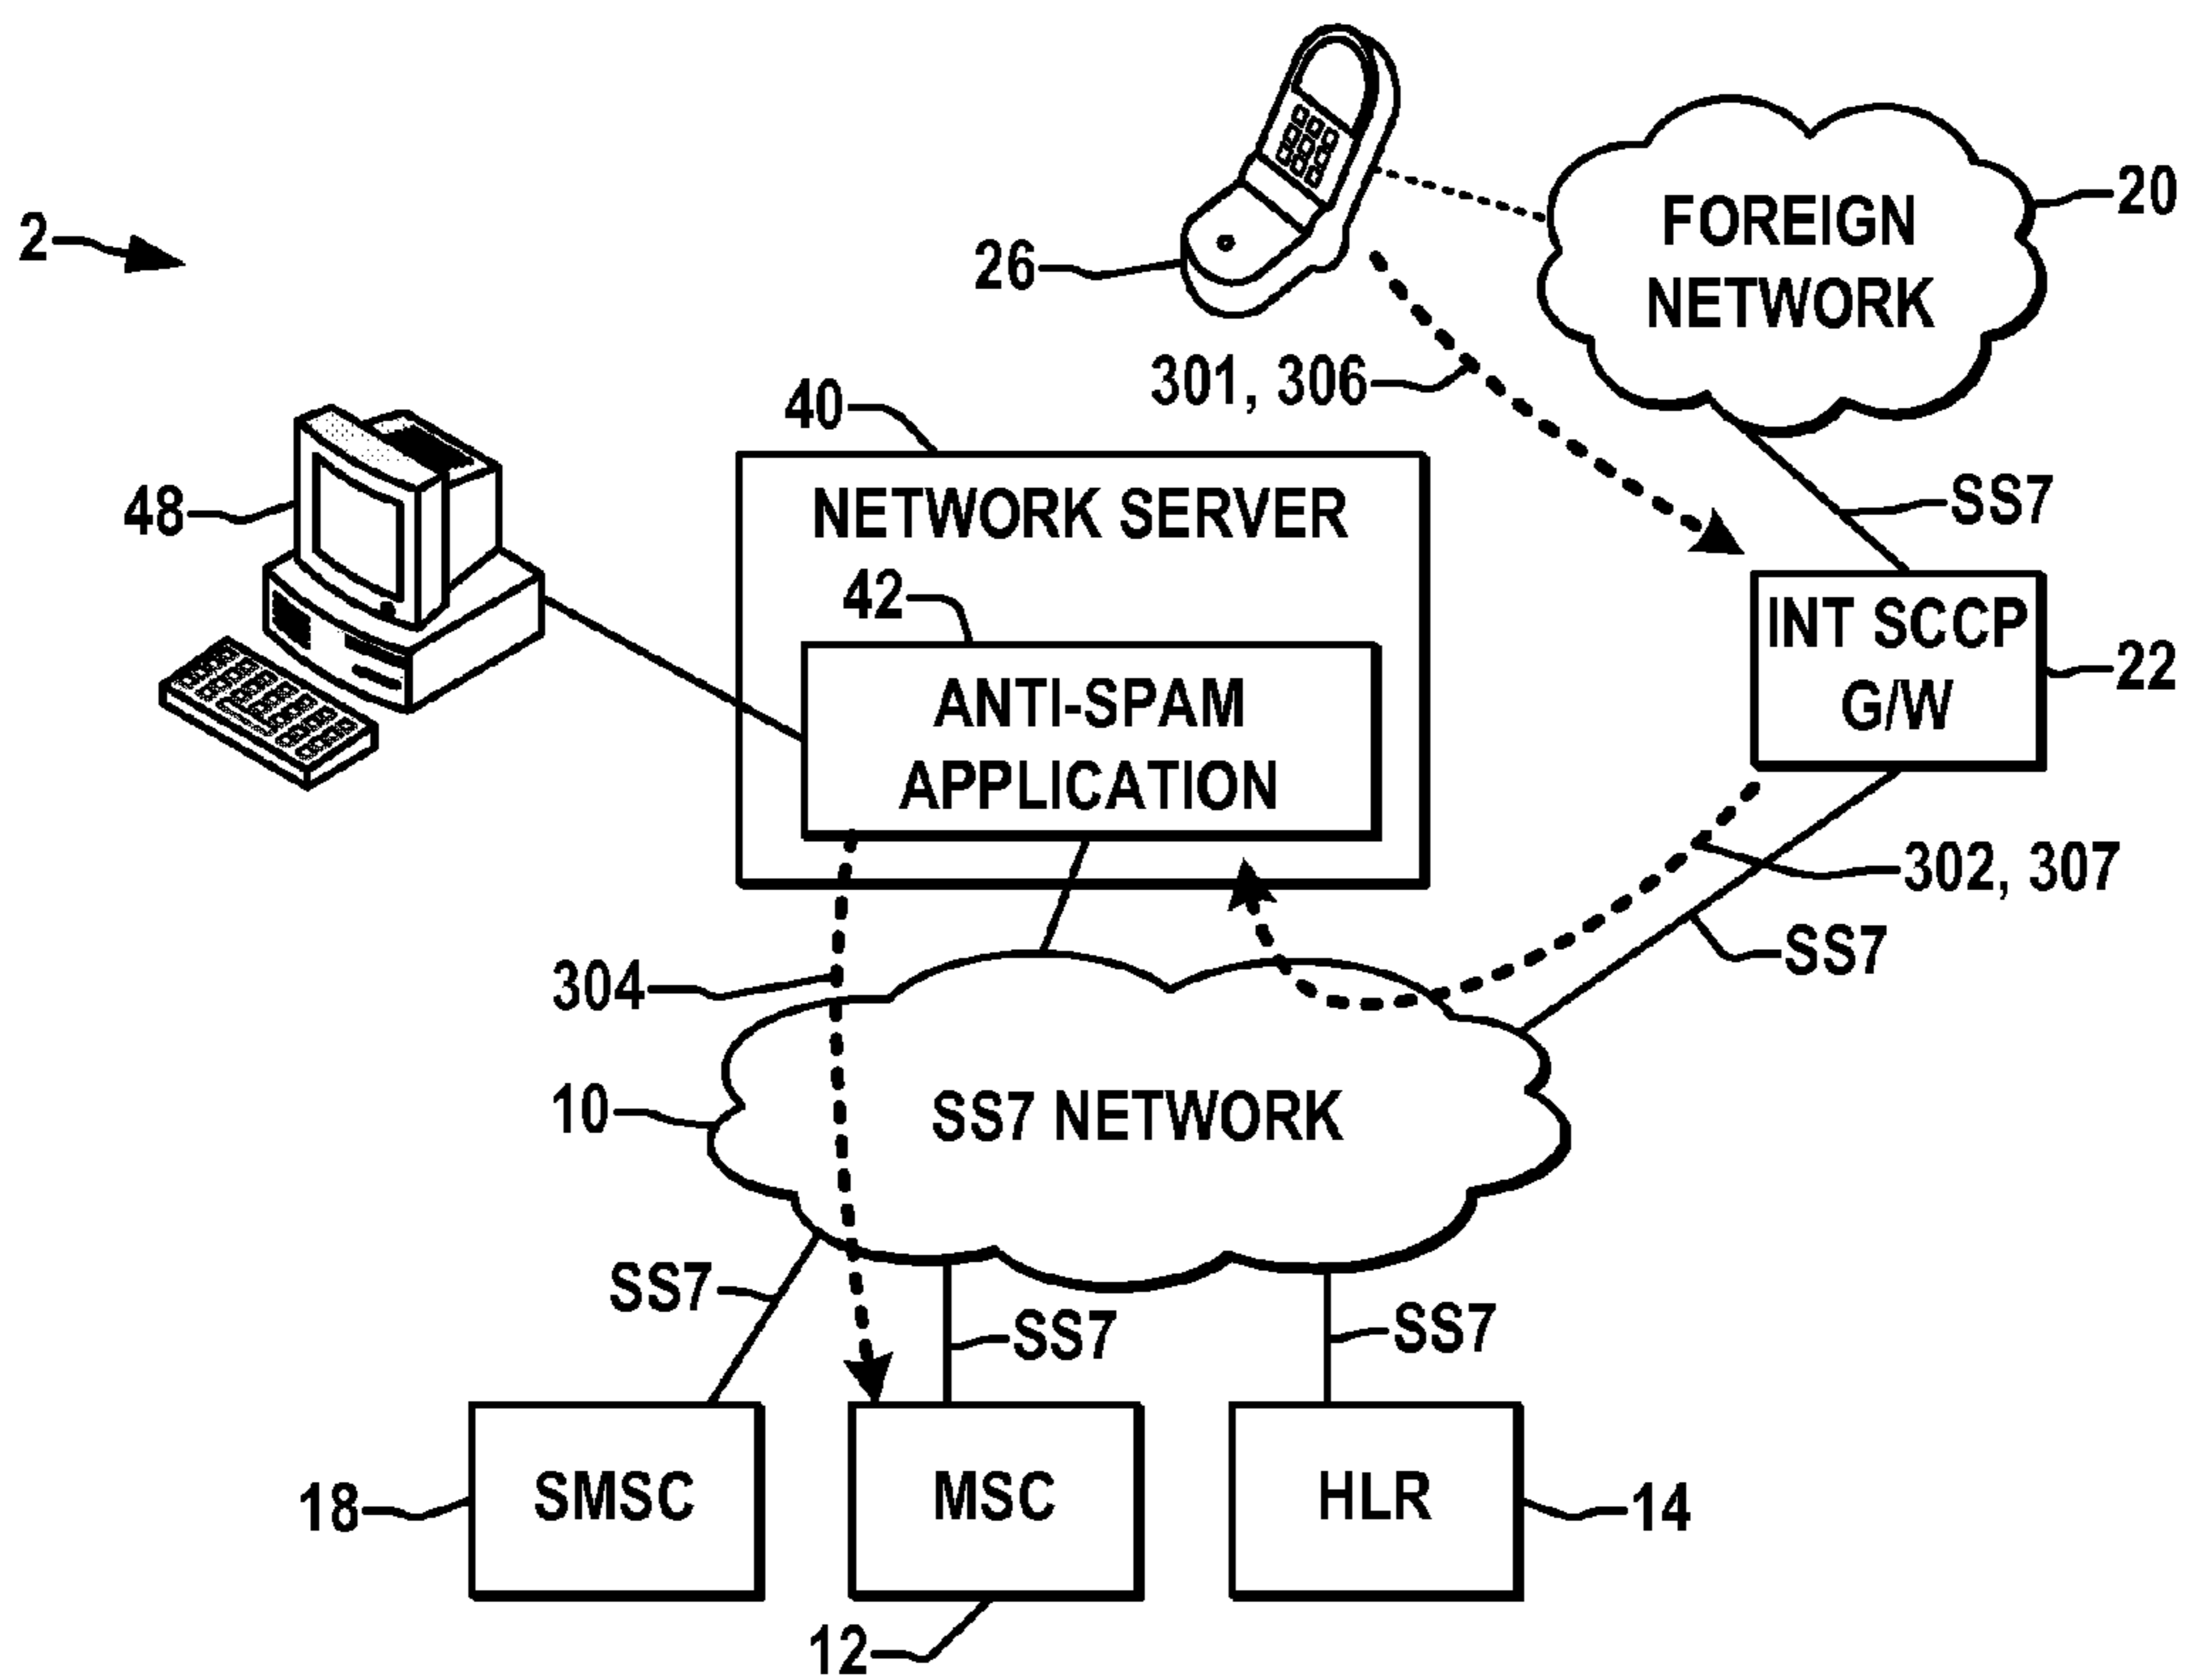 2
26
FOREIGN
NETWORK
20
301, 306
40
NETWORK SERVER
48
SS7
42
ANTI-SPAM
APPLICATION
INT SCCP
G/W
22
302, 307
SS7
304
10
SS7 NETWORK
SS7
SS7
SS7
SMSC
MSC
HLR
18
14
12